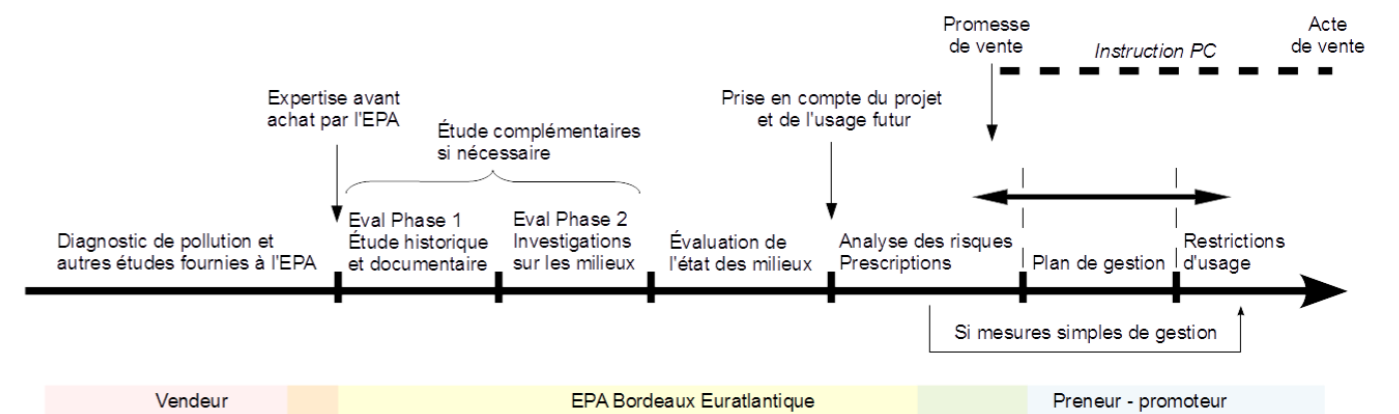 Promesse
de vente
Instruction PC
Acte
de vente
Expertise avant
achat par l'EPA
Étude complémentaires
si nécessaire
Prise en compte du projet
et de l'usage futur
Diagnostic de pollution et
autres études fournies à l'EPA
Eval Phase 1
Étude historique
et documentaire
Eval Phase 2
Investigations
sur les milieux
Évaluation de
l'état des milieux
Analyse des risques
Prescriptions
Plan de gestion
Restrictions
d'usage
Si mesures simples de gestion
Vendeur
EPA Bordeaux Euratlantique
Preneur - promoteur